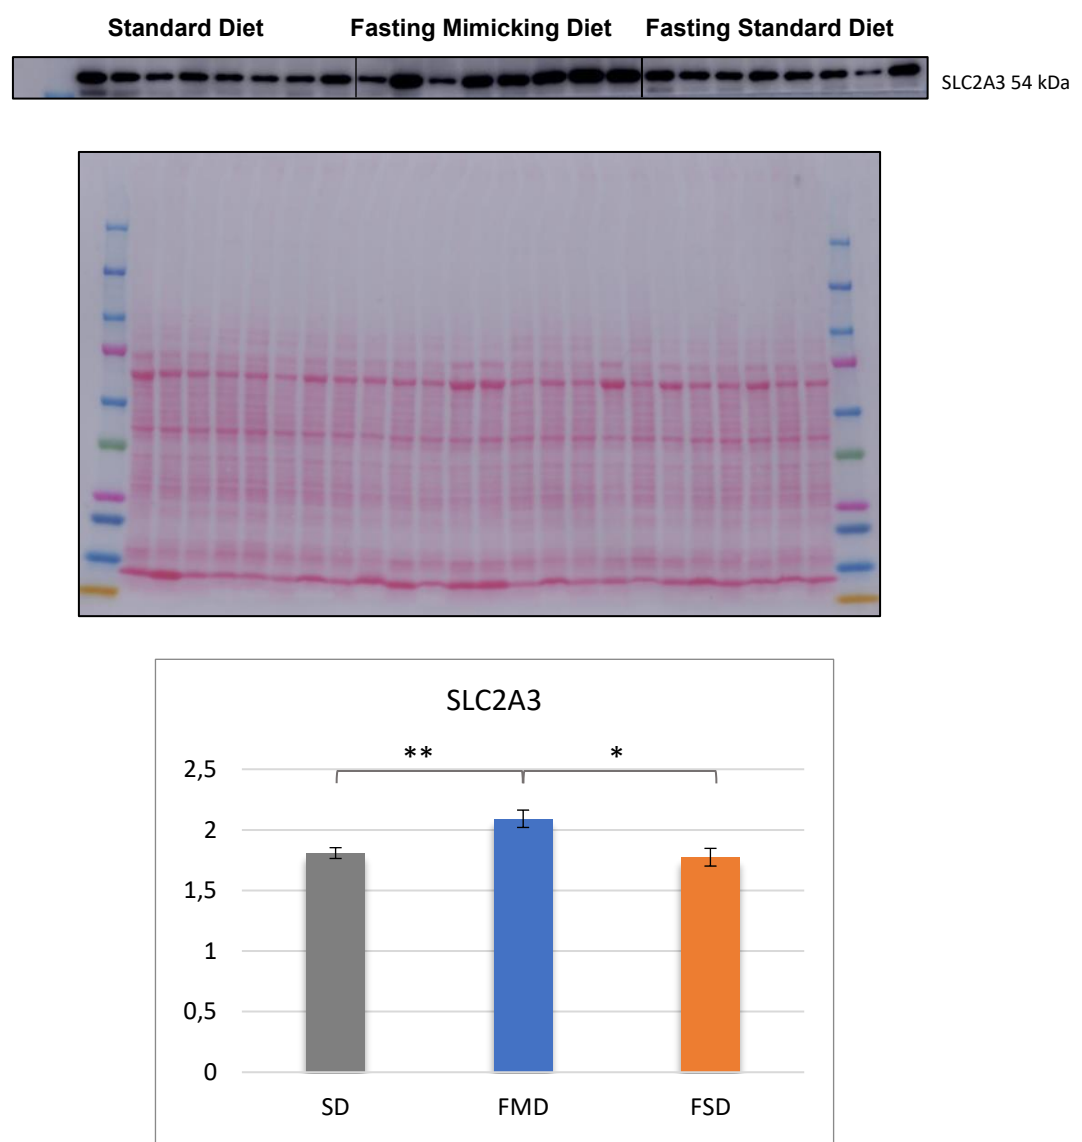 Standard Diet Fasting Mimicking Diet Fasting Standard Diet
SLC2A3 54 kDa
SLC2A3
** *
2,5
2
1,5
1
0,5
0
SD FMD FSD